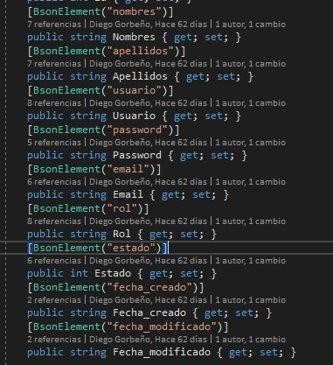 [BsonElement("nombres")]
7 referencias | Diego Gorbeño, Hace 62 días | 1 autor, 1 cambio
public string Nombres { get; set; }
[BsonElement("apellidos")]
7 referencias | Diego Gorbeño, Hace 62 días | 1 autor, 1 cambio
public string Apellidos { get; set; }
[BsonElement("usuario")]
8 referencias | Diego Gorbeño, Hace 62 días | 1 autor, 1 cambio
public string Usuario { get; set; }
[BsonElement("password")]
5 referencias | Diego Gorbeño, Hace 62 días | 1 autor, 1 cambio
public string Password { get; set; }
[BsonElement("email")]
6 referencias | Diego Gorbeño, Hace 62 días | 1 autor, 1 cambio
public string Email { get; set; }
[BsonElement("rol")]
8 referencias | Diego Gorbeño, Hace 62 días | 1 autor, 1 cambio
public string Rol { get; set; }
[BsonElement("estado")]
6 referencias | Diego Gorbeño, Hace 62 días | 1 autor, 1 cambio
public int Estado { get; set; }
[BsonElement("fecha_creado")]
2 referencias | Diego Gorbeño, Hace 62 días | 1 autor, 1 cambio
public string Fecha_creado { get; set; }
[BsonElement("fecha_modificado")]
2 referencias | Diego Gorbeño, Hace 62 días | 1 autor, 1 cambio
public string Fecha_modificado { get; set; }